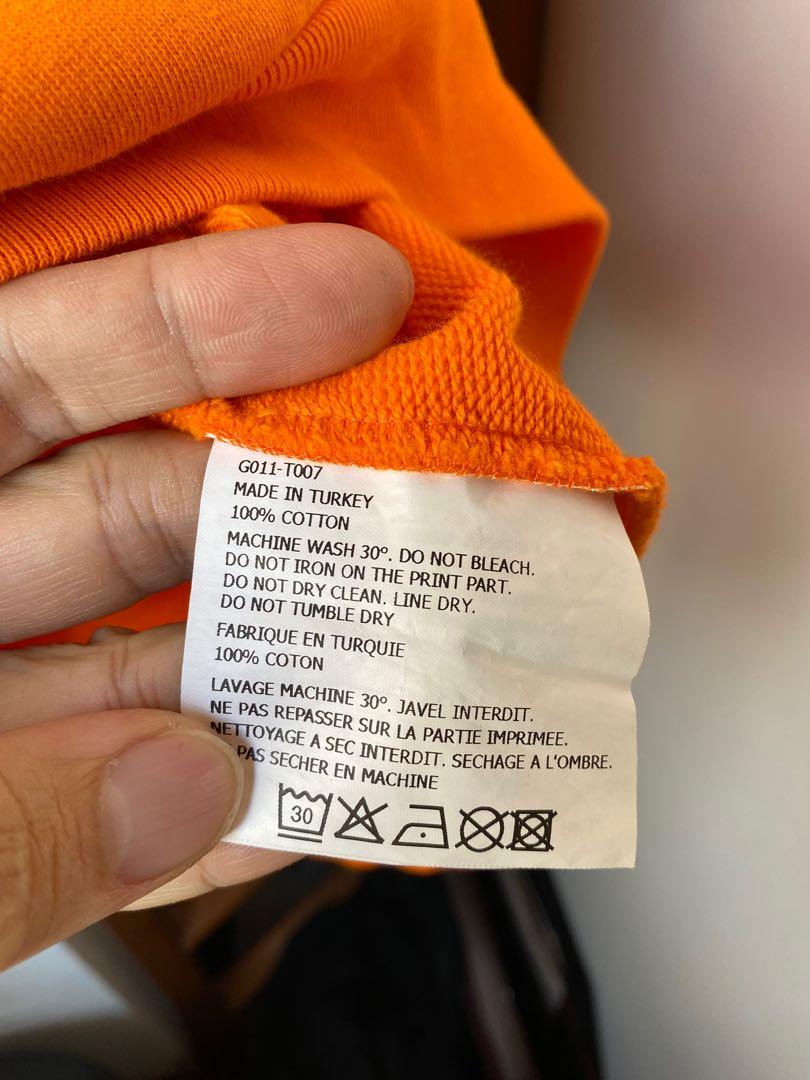 G011-T007
MADE IN TURKEY
100% COTTON
MACHINE WASH 30°. DO NOT BLEACH.
DO NOT IRON ON THE PRINT PART.
DO NOT DRY CLEAN. LINE DRY.
DO NOT TUMBLE DRY
FABRIQUE EN TURQUIE
100% COTON
LAVAGE MACHINE 30°. JAVEL INTERDIT.
NE PAS REPASSER SUR LA PARTIE IMPRIMEE.
NETTOYAGE A SEC INTERDIT. SECHAGE A L'OMBRE.
PAS SECHER EN MACHINE
30